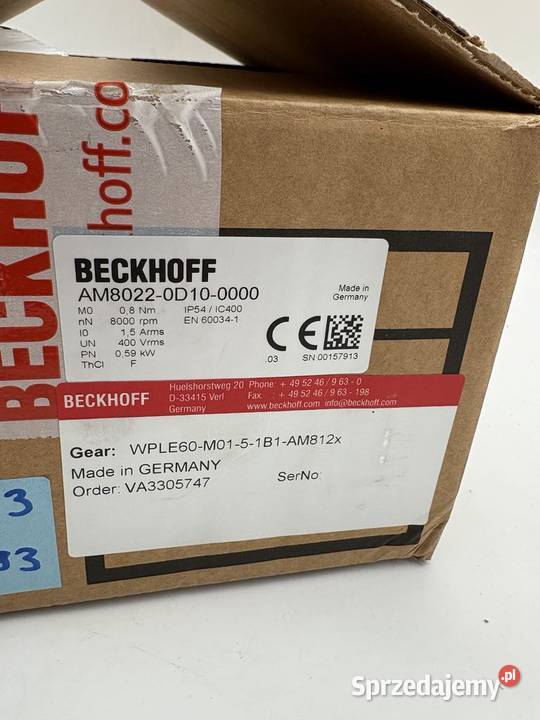 BECKHOFF
hoff.co
BECKHOFF
AM8022-0D10-0000
Made in
Germany
M0 0,8 Nm IP54 / IC400
nN 8000 rpm EN 60034-1
I0 1,5 Arms
UN 400 Vrms
PN 0,59 kW
ThCl F
CE
03 SN 00157913
BECKHOFF
Huelshorstweg 20 Phone: + 49 52 46 / 9 63 - 0
D-33415 Verl Fax : + 49 52 46 / 9 63 - 198
Germany www.beckhoff.com info@beckhoff.com
Gear: WPLE60-M01-5-1B1-AM812x
Made in GERMANY
Order: VA3305747 SerNo:
3
33
Sprzedajemy.pl